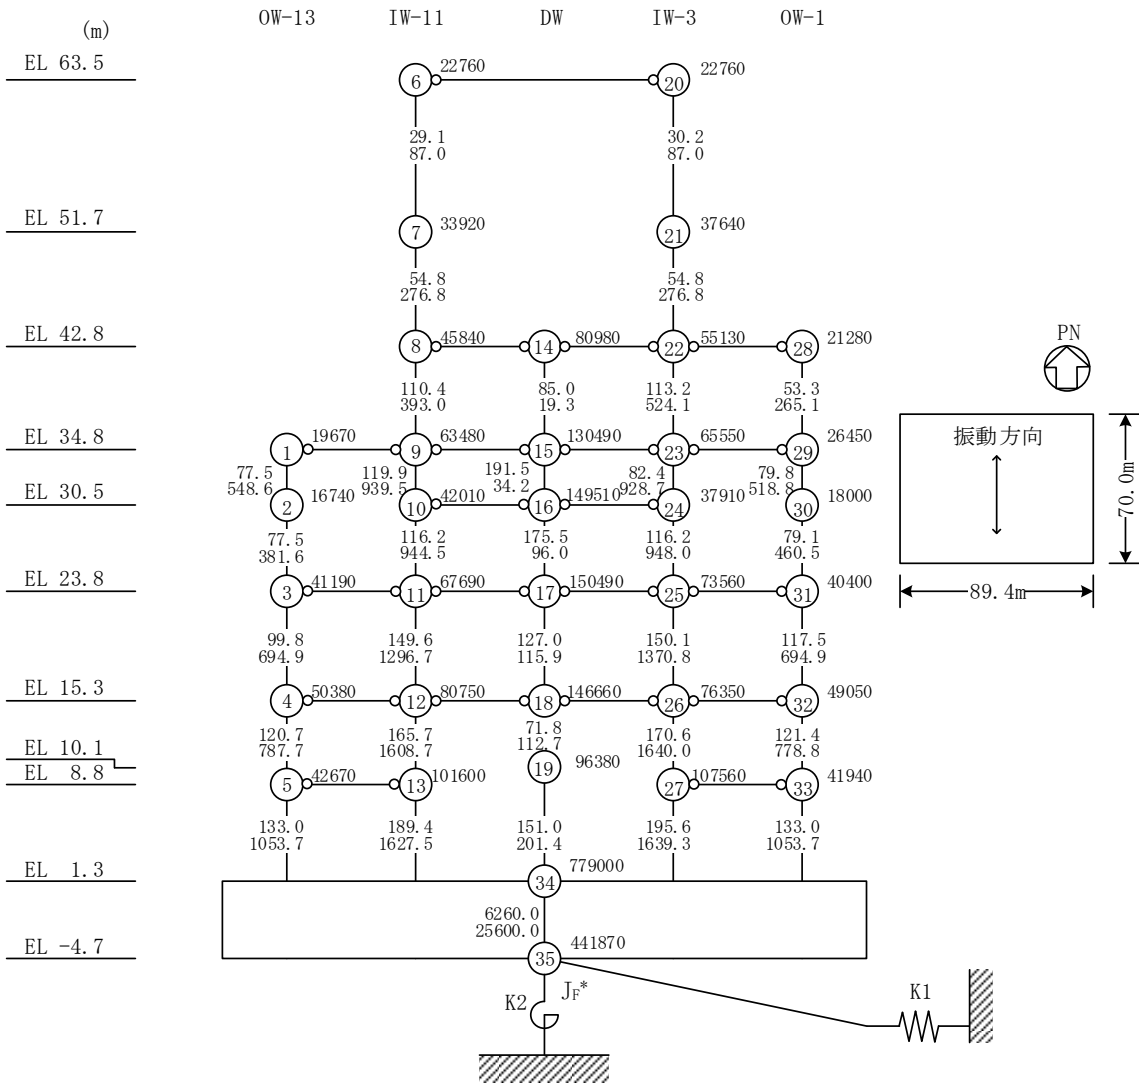 OW-13 IW-11 DW IW-3 OW-1
(m)
EL 63.5
6 22760 20 22760
29.1 30.2
87.0 87.0
EL 51.7
7 33920 21 37640
54.8 54.8
276.8 276.8
EL 42.8
8 45840 14 80980 22 55130 28 21280
PN
110.4 85.0 113.2 53.3
393.0 19.3 524.1 265.1
振動方向
70.0m
89.4m
EL 34.8
1 19670 9 63480 15 130490 23 65550 29 26450
77.5 119.9 191.5 82.4 79.8
548.6 939.5 34.2 928.7 518.8
EL 30.5
2 16740 10 42010 16 149510 24 37910 30 18000
77.5 116.2 175.5 116.2 79.1
381.6 944.5 96.0 948.0 460.5
EL 23.8
3 41190 11 67690 17 150490 25 73560 31 40400
99.8 149.6 127.0 150.1 117.5
694.9 1296.7 115.9 1370.8 694.9
EL 15.3
4 50380 12 80750 18 146660 26 76350 32 49050
120.7 165.7 71.8 170.6 121.4
787.7 1608.7 112.7 1640.0 778.8
EL 10.1
19 96380
EL 8.8
5 42670 13 101600 27 107560 33 41940
133.0 189.4 151.0 195.6 133.0
1053.7 1627.5 201.4 1639.3 1053.7
EL 1.3
34 779000
6260.0
25600.0
EL -4.7
35 441870
K2 JF* K1